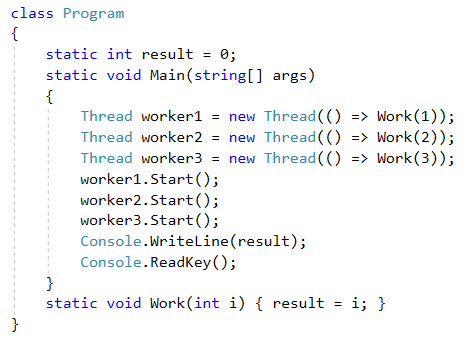 class Program
{
    static int result = 0;
    static void Main(string[] args)
    {
        Thread worker1 = new Thread(() => Work(1));
        Thread worker2 = new Thread(() => Work(2));
        Thread worker3 = new Thread(() => Work(3));
        worker1.Start();
        worker2.Start();
        worker3.Start();
        Console.WriteLine(result);
        Console.ReadKey();
    }
    static void Work(int i) { result = i; }
}